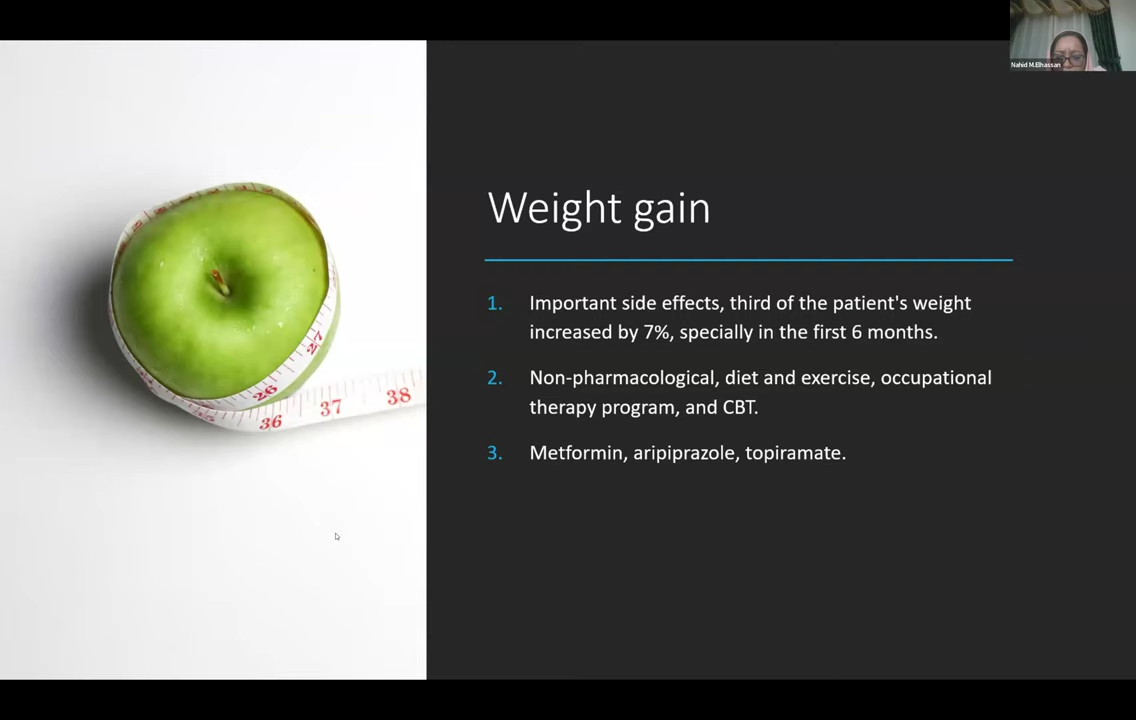 Nahid M.Elhassan
Weight gain
1. Important side effects, third of the patient's weight
increased by 7%, specially in the first 6 months.
2. Non-pharmacological, diet and exercise, occupational
therapy program, and CBT.
3. Metformin, aripiprazole, topiramate.
26
27
36
37
38